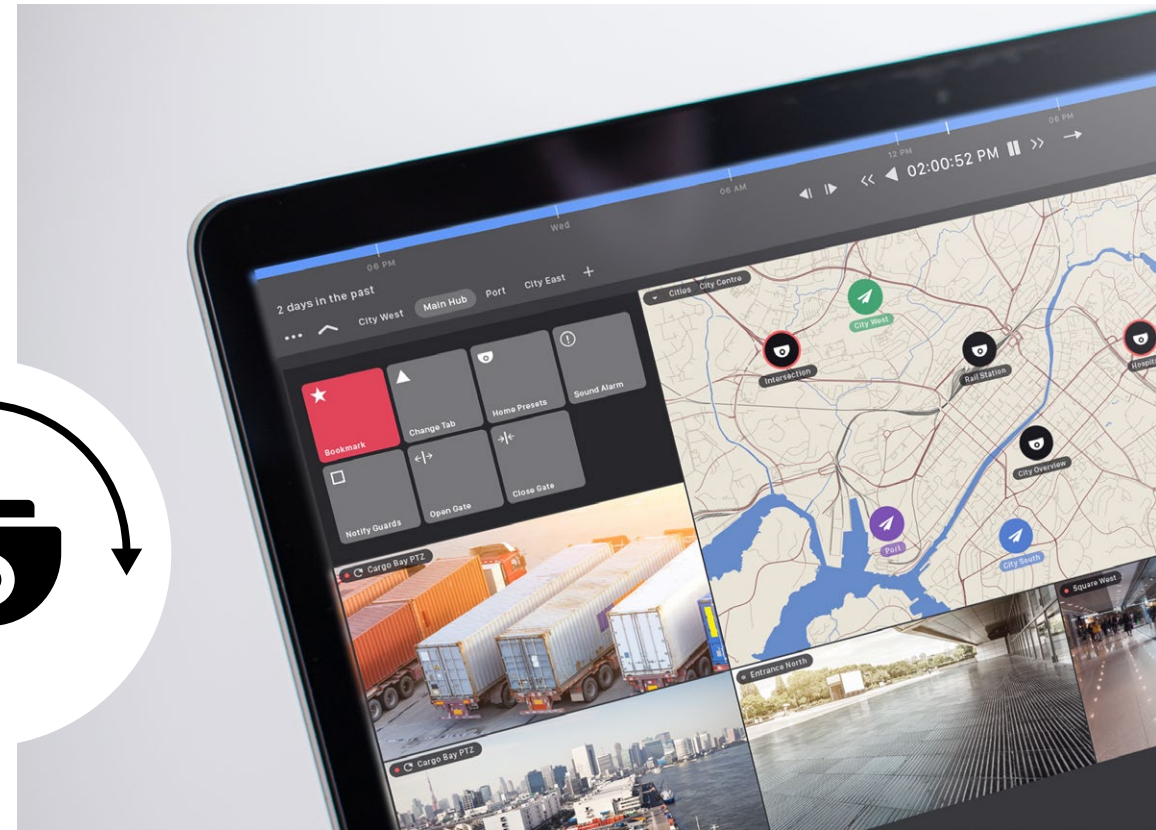 06 PM
Wed
06 AM
12 PM
06 PM
02:00:52 PM
2 days in the past
City West
Main Hub
Port
City East
Bookmark
Change Tab
Home Presets
Sound Alarm
Notify Guards
Open Gate
Close Gate
Cities City Centre
City West
Intersection
Rail Station
City Overview
Port
City South
Cargo Bay PTZ
Cargo Bay PTZ
Entrance North
Square West